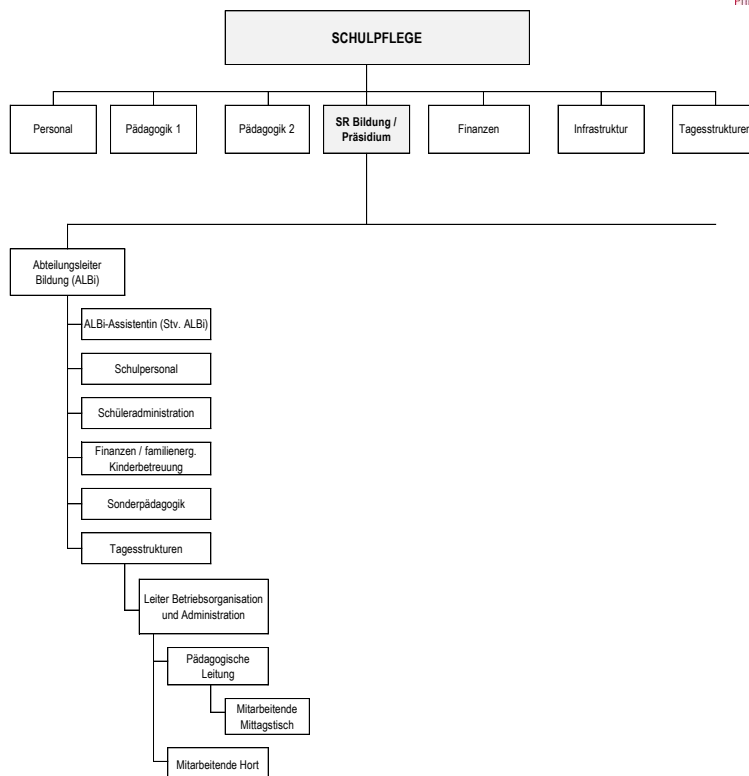 SCHULPFLEGE
Personal
Pädagogik 1
Pädagogik 2
SR Bildung /
Präsidium
Finanzen
Infrastruktur
Tagesstrukturen
Abteilungsleiter
Bildung (ALBi)
ALBi-Assistentin (Stv. ALBi)
Schulpersonal
Schüleradministration
Finanzen / familienerg.
Kinderbetreuung
Sonderpädagogik
Tagesstrukturen
Leiter Betriebsorganisation
und Administration
Pädagogische
Leitung
Mitarbeitende
Mittagstisch
Mitarbeitende Hort